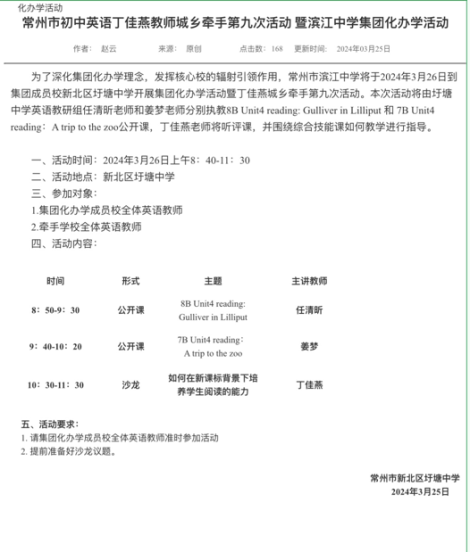 化办学活动
常州市初中英语丁佳燕教师城乡牵手第九次活动 暨滨江中学集团化办学活动
作者： 赵云 来源： 原创 点击数：168 更新时间： 2024年03月25日
为了深化集团化办学理念，发挥核心校的辐射引领作用，常州市滨江中学将于2024年3月26日到
集团成员校新北区圩塘中学开展集团化办学活动暨丁佳燕城乡牵手第九次活动。本次活动将由圩塘
中学英语教研组任清昕老师和姜梦老师分别执教8B Unit4 reading: Gulliver in Lilliput 和 7B Unit4
reading：A trip to the zoo公开课，丁佳燕老师将听评课，并围绕综合技能课如何教学进行指导。
一、活动时间：2024年3月26日上午8：40-11：30
二、活动地点：新北区圩塘中学
三、参加对象：
1.集团化办学成员校全体英语教师
2.牵手学校全体英语教师
四、活动内容：
时间 形式 主题 主讲教师
8：50-9：30 公开课 8B Unit4 reading: 任清昕
Gulliver in Lilliput
9：40-10：20 公开课 7B Unit4 reading： 姜梦
A trip to the zoo
10：30-11：30 沙龙 如何在新课标背景下培 丁佳燕
养学生阅读的能力
五、活动要求：
1. 请集团化办学成员校全体英语教师准时参加活动
2. 提前准备好沙龙议题。
常州市新北区圩塘中学
2024年3月25日